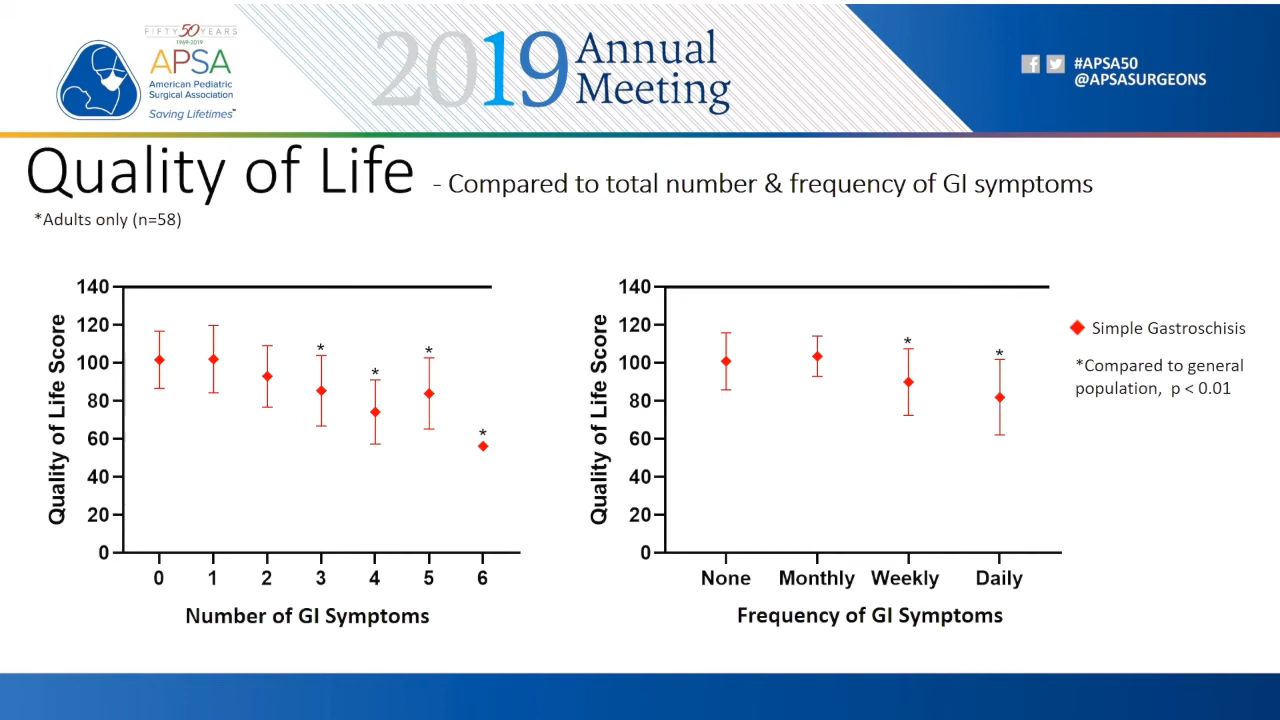 FIFTY 50 YEARS
1969-2019
APSA
American Pediatric
Surgical Association
Saving Lifetimes™
2019 Annual
Meeting
#APSA50
@APSASURGEONS
Quality of Life - Compared to total number & frequency of GI symptoms
*Adults only (n=58)
140
120
100
80
60
40
20
0
Quality of Life Score
*
*
*
*
0 1 2 3 4 5 6
Number of GI Symptoms
140
120
100
80
60
40
20
0
Quality of Life Score
*
*
None Monthly Weekly Daily
Frequency of GI Symptoms
Simple Gastroschisis
*Compared to general
population, p < 0.01